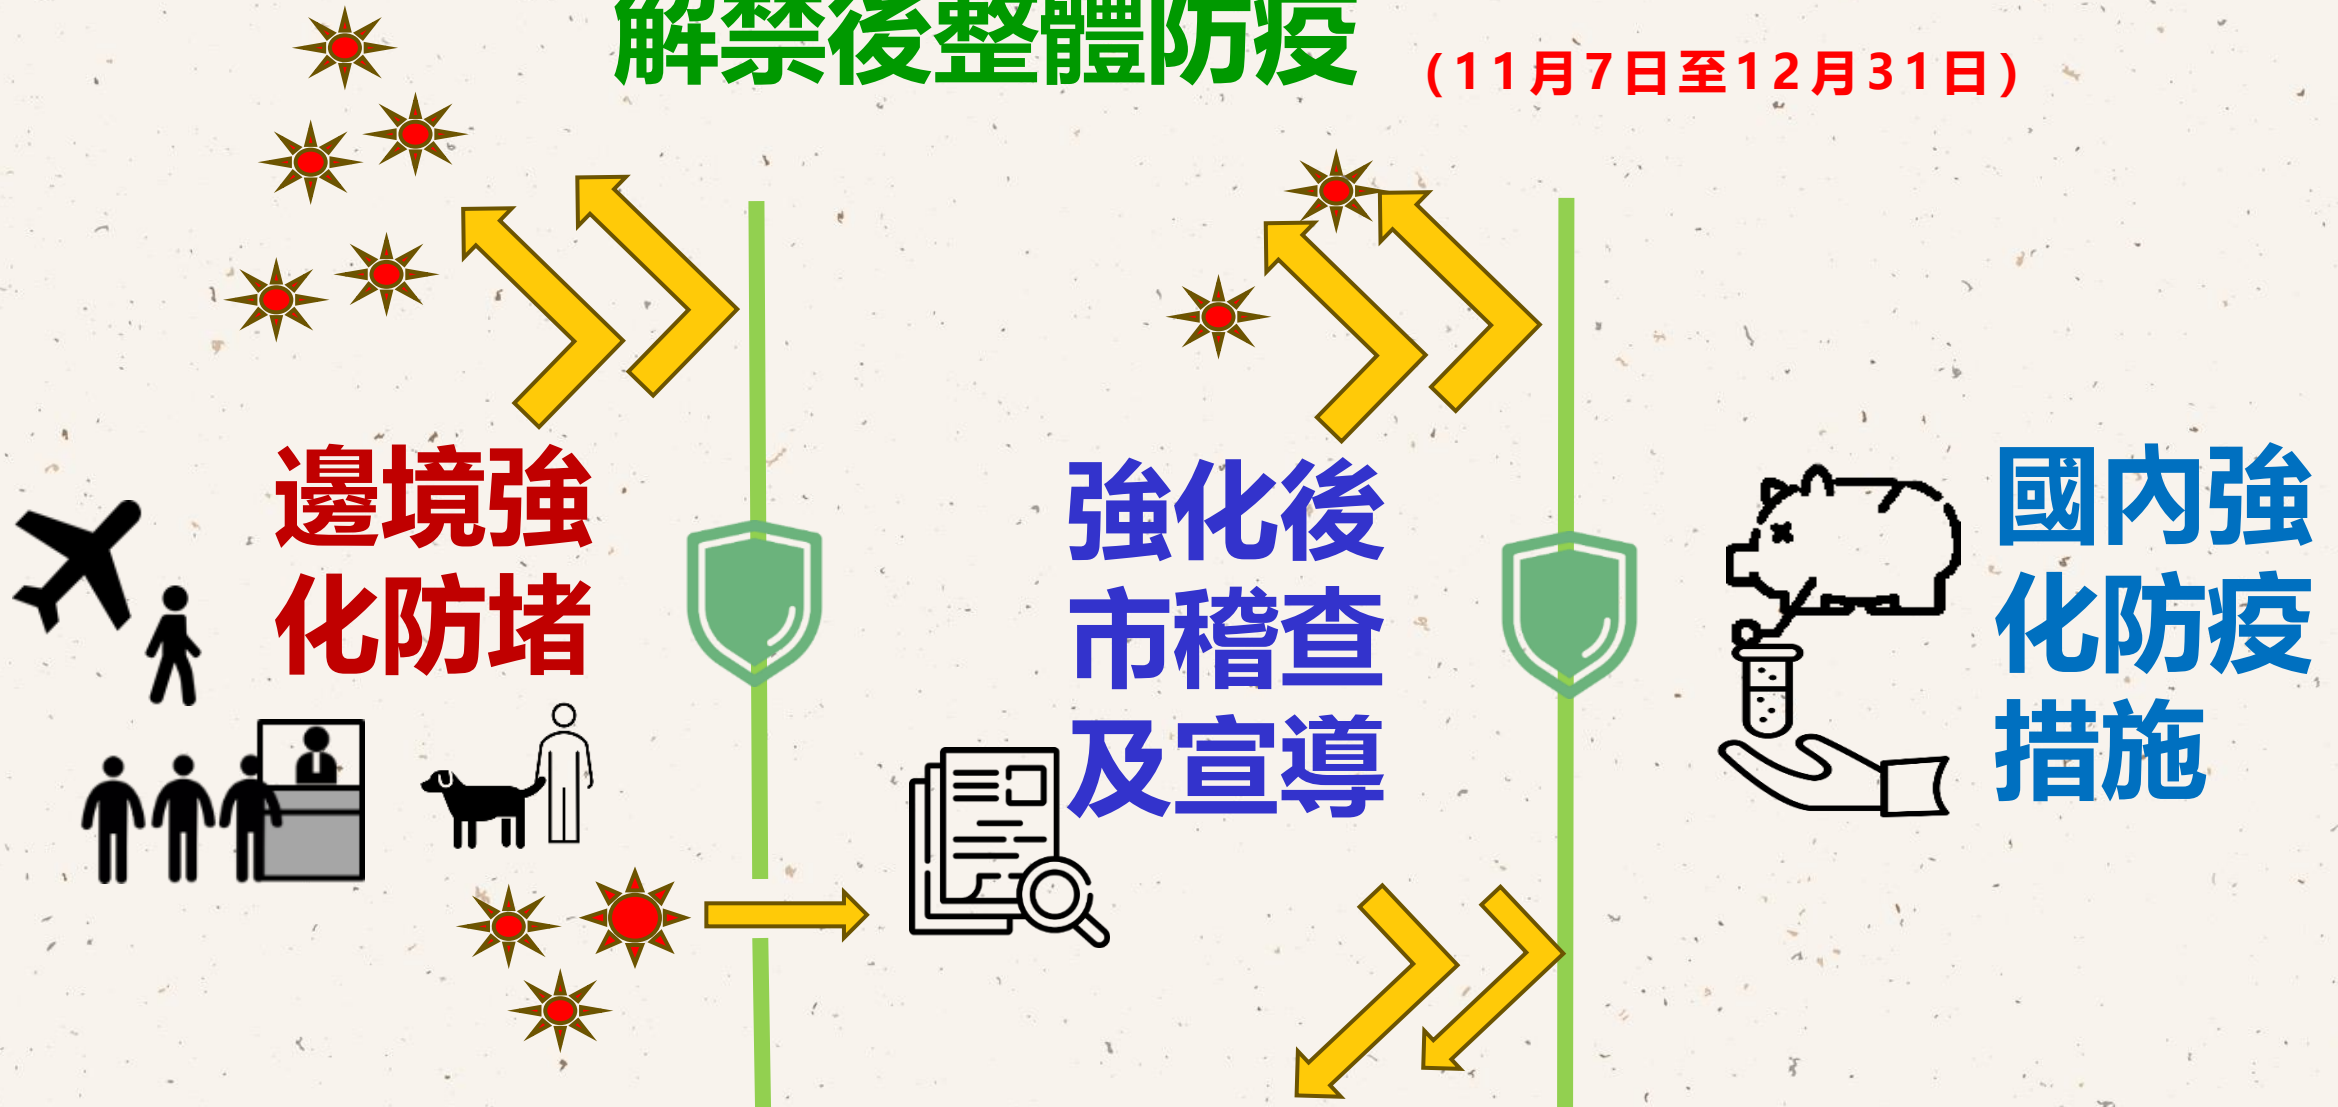 解禁後整體防疫 (11月7日至12月31日)
邊境強
化防堵
強化後
市稽查
及宣導
國內強
化防疫
措施